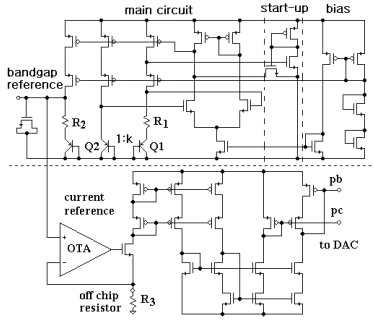 main circuit
start-up
bias
bandgap
reference
R2
1:k
R1
Q2
Q1
current
reference
pb
pc
OTA
+
−
to DAC
off chip
resistor
R3